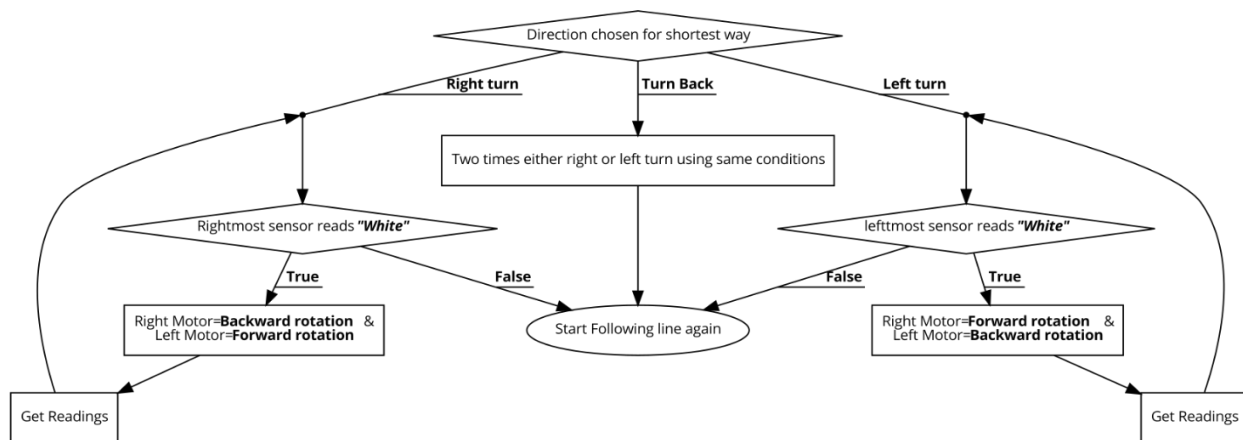 Direction chosen for shortest way
Right turn
Turn Back
Left turn
Two times either right or left turn using same conditions
Rightmost sensor reads "White"
lefttmost sensor reads "White"
True
False
False
True
Right Motor=Backward rotation &
Left Motor=Forward rotation
Start Following line again
Right Motor=Forward rotation &
Left Motor=Backward rotation
Get Readings
Get Readings